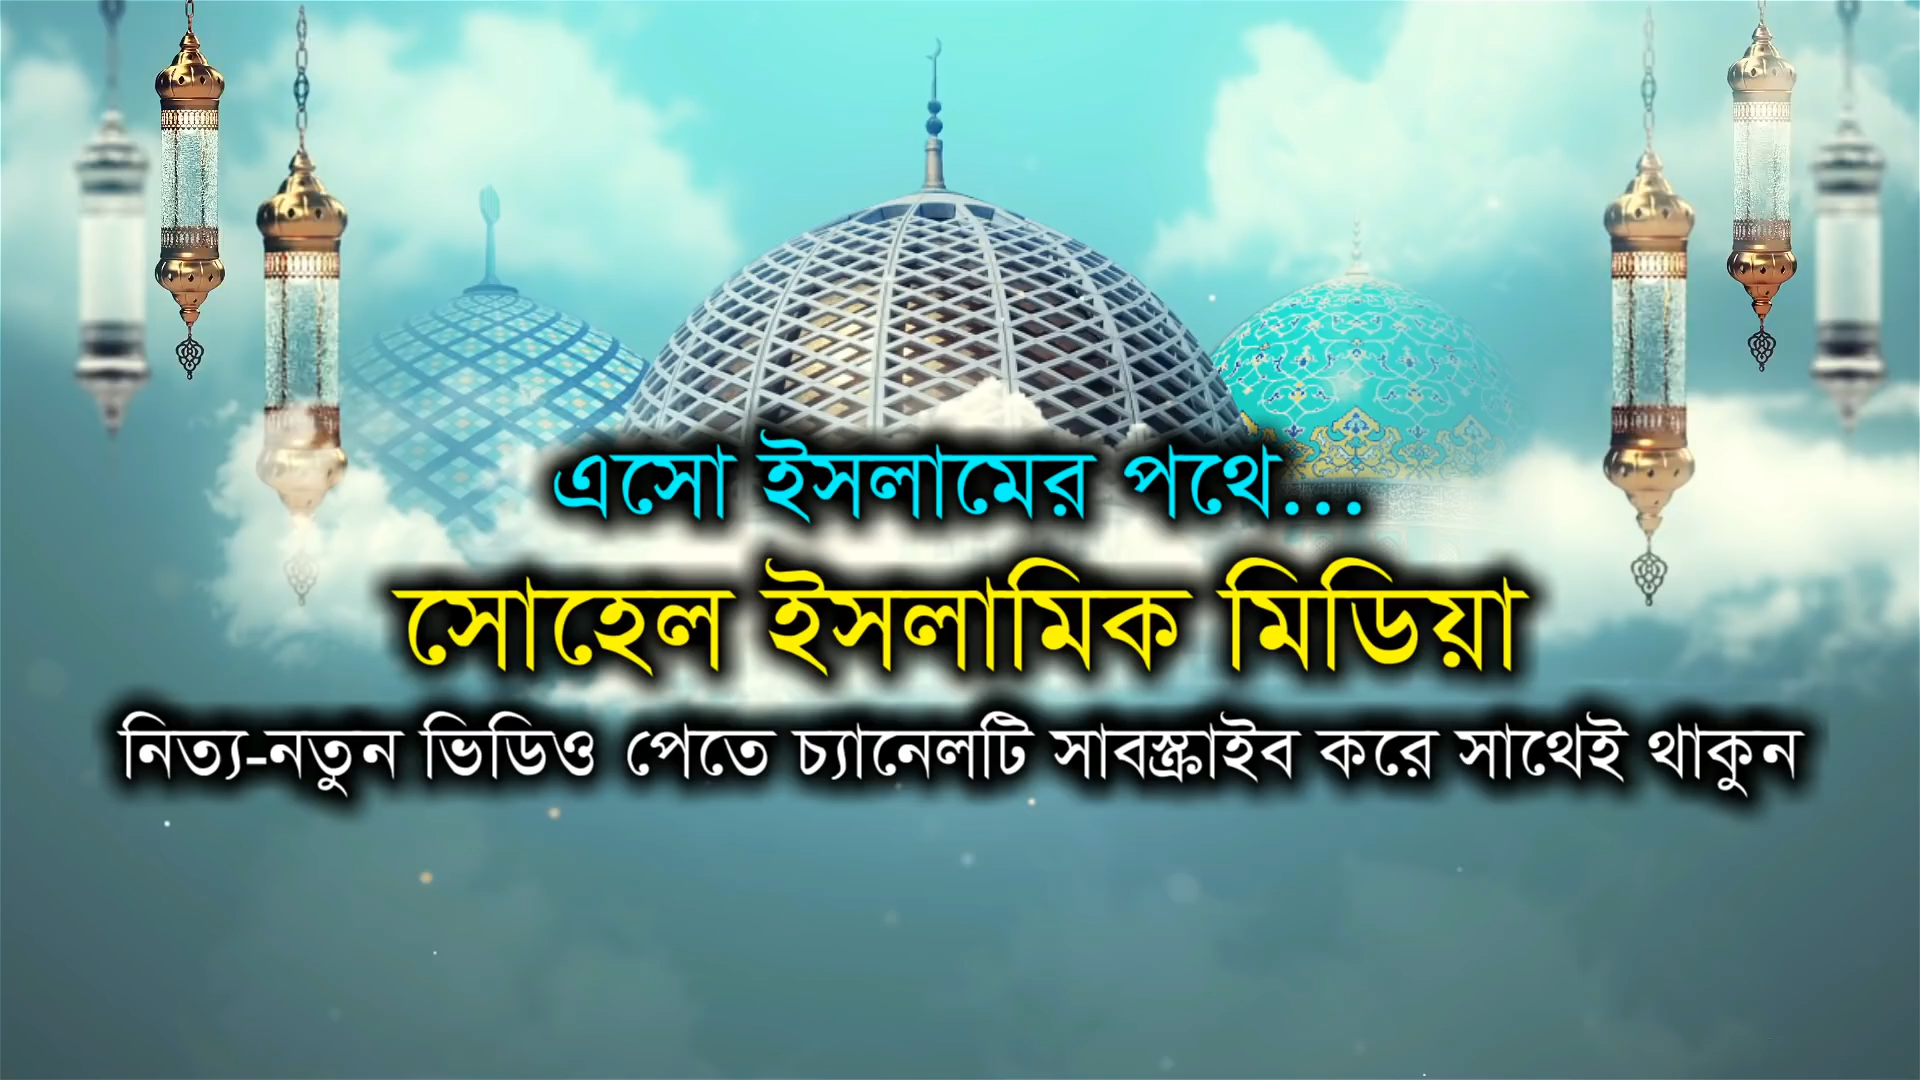 এসো ইসলামের পথে...
সোহেল ইসলামিক মিডিয়া
নিত্য-নতুন ভিডিও পেতে চ্যানেলটি সাবস্ক্রাইব করে সাথেই থাকুন